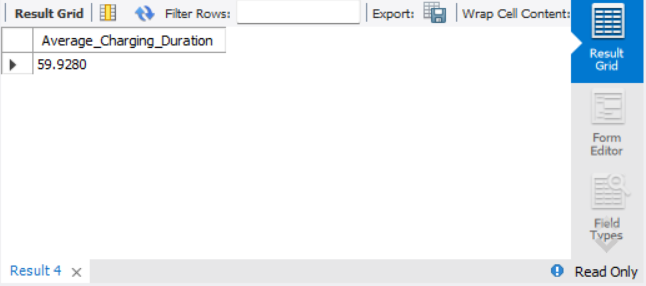 Result Grid Filter Rows: Export: Wrap Cell Content:
Average_Charging_Duration
59.9280
Result
Grid
Form
Editor
Field
Types
Result 4 × Read Only